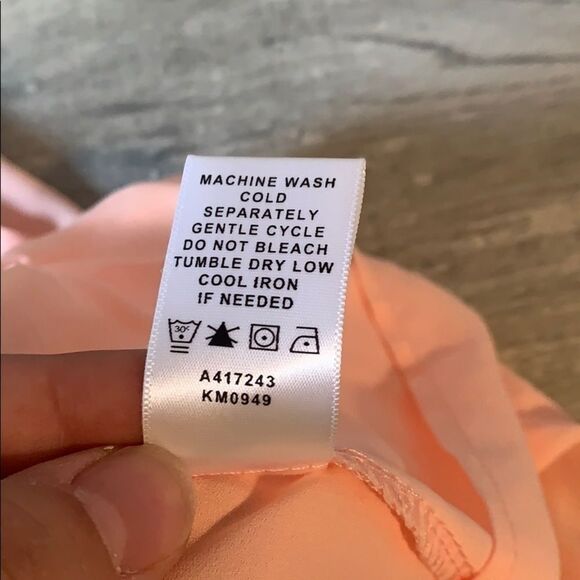 MACHINE WASH
COLD
SEPARATELY
GENTLE CYCLE
DO NOT BLEACH
TUMBLE DRY LOW
COOL IRON
IF NEEDED
30°
A417243
KM0949